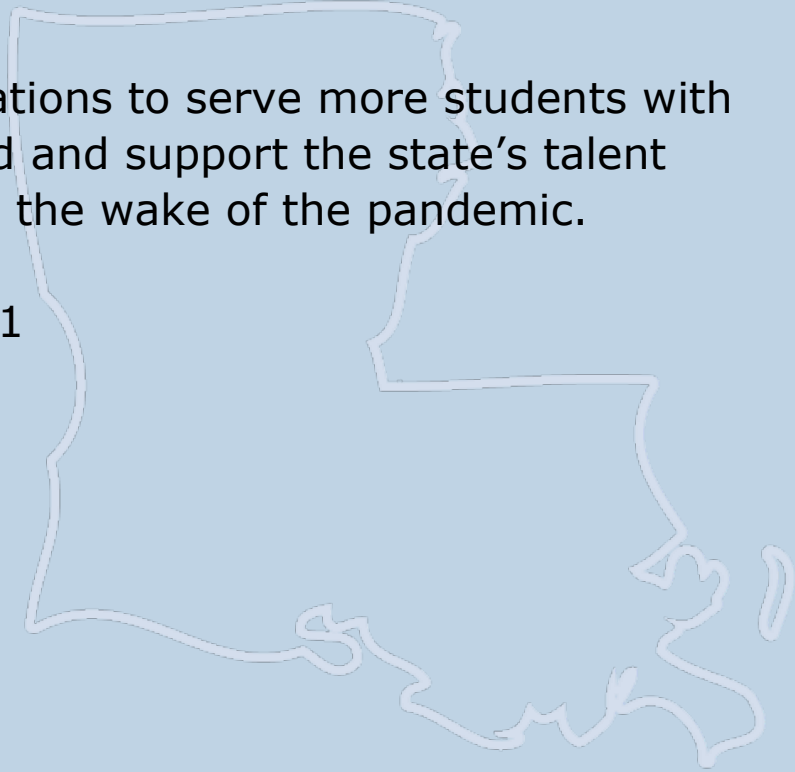 ations to serve more students with
d and support the state’s talent
the wake of the pandemic.
1